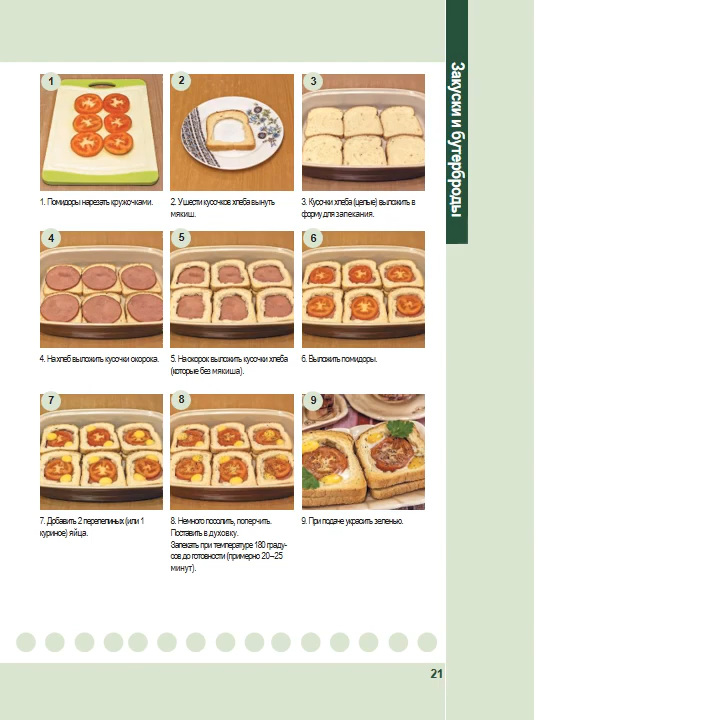 Закуски и бутерброды
1
2
3
1. Помидоры нарезать кружочками.
2. У шести кусочков хлеба вынуть
мякиш.
3. Кусочки хлеба (целые) выложить в
форму для запекания.
4
5
6
4. На хлеб выложить кусочки окорока.
5. На окорок выложить кусочки хлеба
(которые без мякиша).
6. Выложить помидоры.
7
8
9
7. Добавить 2 перепелиных (или 1
куриное) яйца.
8. Немного посолить, поперчить.
Поставить в духовку.
Запекать при температуре 180 граду-
сов до готовности (примерно 20–25
минут).
9. При подаче украсить зеленью.
21